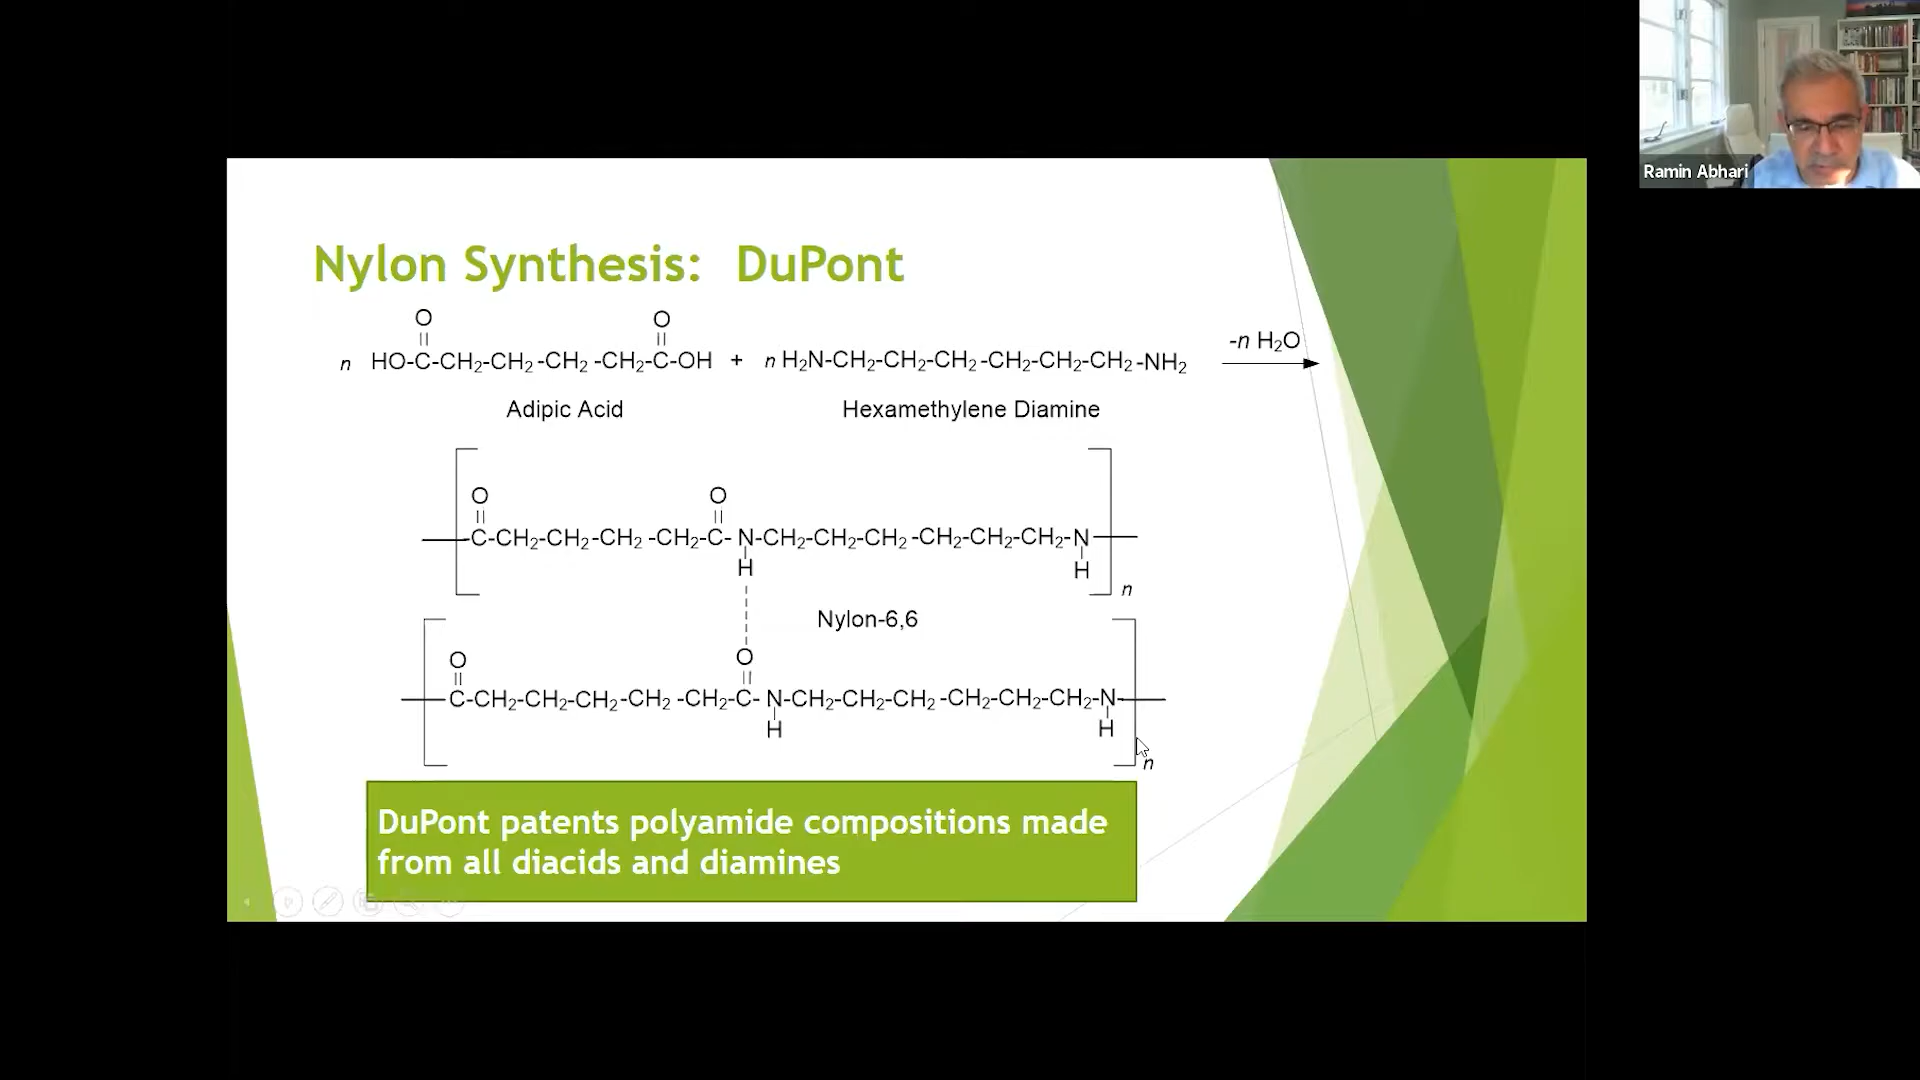 Ramin Abhari
Nylon Synthesis: DuPont
O O
n HO-C-CH2-CH2-CH2-CH2-C-OH + n H2N-CH2-CH2-CH2-CH2-CH2-CH2-NH2 -n H2O
Adipic Acid Hexamethylene Diamine
O O
C-CH2-CH2-CH2-CH2-C-N-CH2-CH2-CH2-CH2-CH2-CH2-N
H H
n
Nylon-6,6
O O
C-CH2-CH2-CH2-CH2-CH2-C-N-CH2-CH2-CH2-CH2-CH2-CH2-N
H H
n
DuPont patents polyamide compositions made
from all diacids and diamines